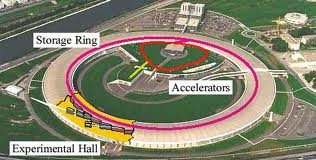 Storage Ring
Accelerators
Experimental Hall